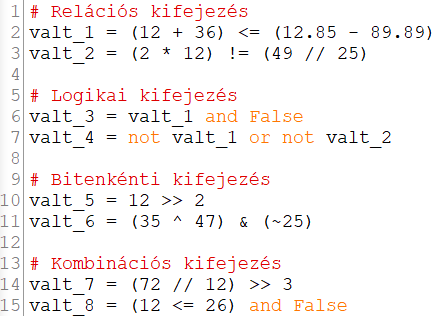 1 # Relációs kifejezés
2 valt_1 = (12 + 36) <= (12.85 - 89.89)
3 valt_2 = (2 * 12) != (49 // 25)
4
5 # Logikai kifejezés
6 valt_3 = valt_1 and False
7 valt_4 = not valt_1 or not valt_2
8
9 # Bitenkénti kifejezés
10 valt_5 = 12 >> 2
11 valt_6 = (35 ^ 47) & (~25)
12
13 # Kombinációs kifejezés
14 valt_7 = (72 // 12) >> 3
15 valt_8 = (12 <= 26) and False